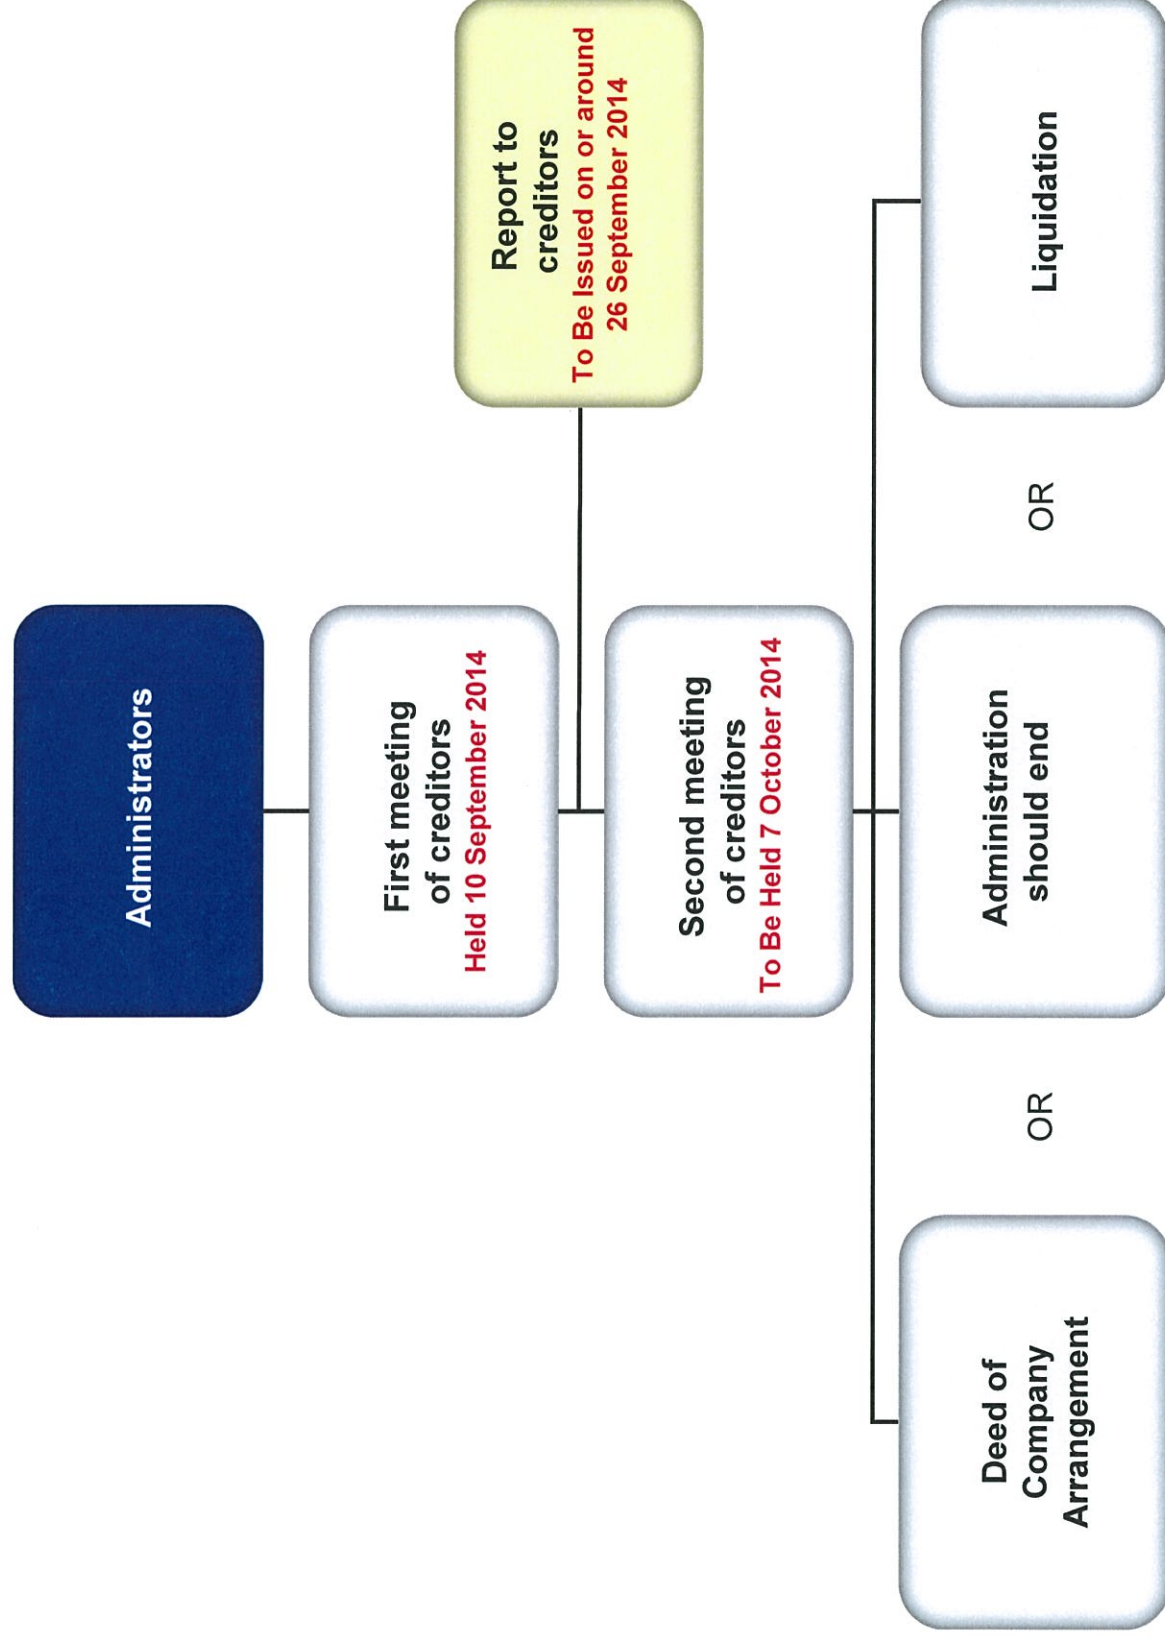 Administrators
First meeting
of creditors
Held 10 September 2014
Report to
creditors
To Be Issued on or around
26 September 2014
Second meeting
of creditors
To Be Held 7 October 2014
Deed of
Company
Arrangement
OR
Administration
should end
OR
Liquidation